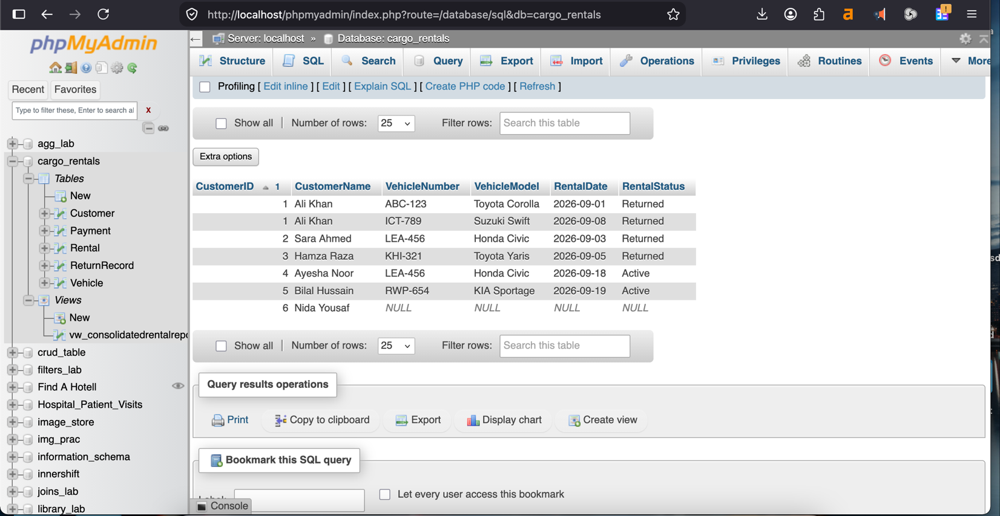 http://localhost/phpmyadmin/index.php?route=/database/sql&db=cargo_rentals
phpMyAdmin
Recent Favorites
Type to filter these, Enter to search al X
agg_lab
cargo_rentals
Tables
New
Customer
Payment
Rental
ReturnRecord
Vehicle
Views
New
vw_consolidatedrentalrepo
crud_table
filters_lab
Find A Hotell
Hospital_Patient_Visits
image_store
img_prac
information_schema
innershift
joins_lab
library_lab
Server: localhost » Database: cargo_rentals
Structure SQL Search Query Export Import Operations Privileges Routines Events More
Profiling [ Edit inline ] [ Edit ] [ Explain SQL ] [ Create PHP code ] [ Refresh ]
Show all | Number of rows: 25 Filter rows: Search this table
Extra options
CustomerID 1 CustomerName VehicleNumber VehicleModel RentalDate RentalStatus
1 Ali Khan ABC-123 Toyota Corolla 2026-09-01 Returned
1 Ali Khan ICT-789 Suzuki Swift 2026-09-08 Returned
2 Sara Ahmed LEA-456 Honda Civic 2026-09-03 Returned
3 Hamza Raza KHI-321 Toyota Yaris 2026-09-05 Returned
4 Ayesha Noor LEA-456 Honda Civic 2026-09-18 Active
5 Bilal Hussain RWP-654 KIA Sportage 2026-09-19 Active
6 Nida Yousaf NULL NULL NULL NULL
Show all | Number of rows: 25 Filter rows: Search this table
Query results operations
Print Copy to clipboard Export Display chart Create view
Bookmark this SQL query
Let every user access this bookmark
Console